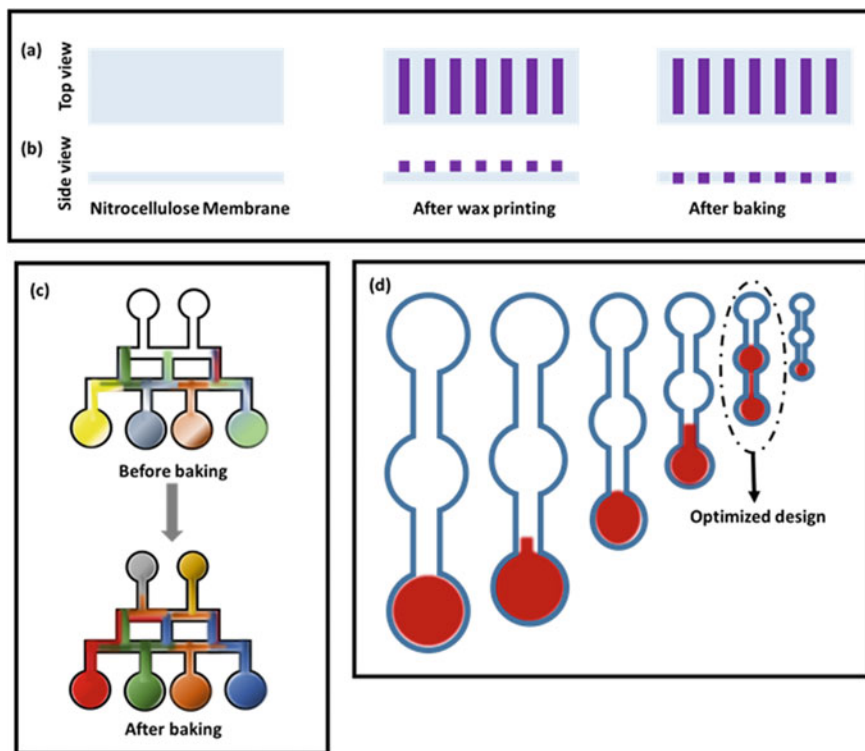 (a)
Top view
(b)
Side view
Nitrocellulose Membrane
After wax printing
After baking
(c)
Before baking
After baking
(d)
Optimized design